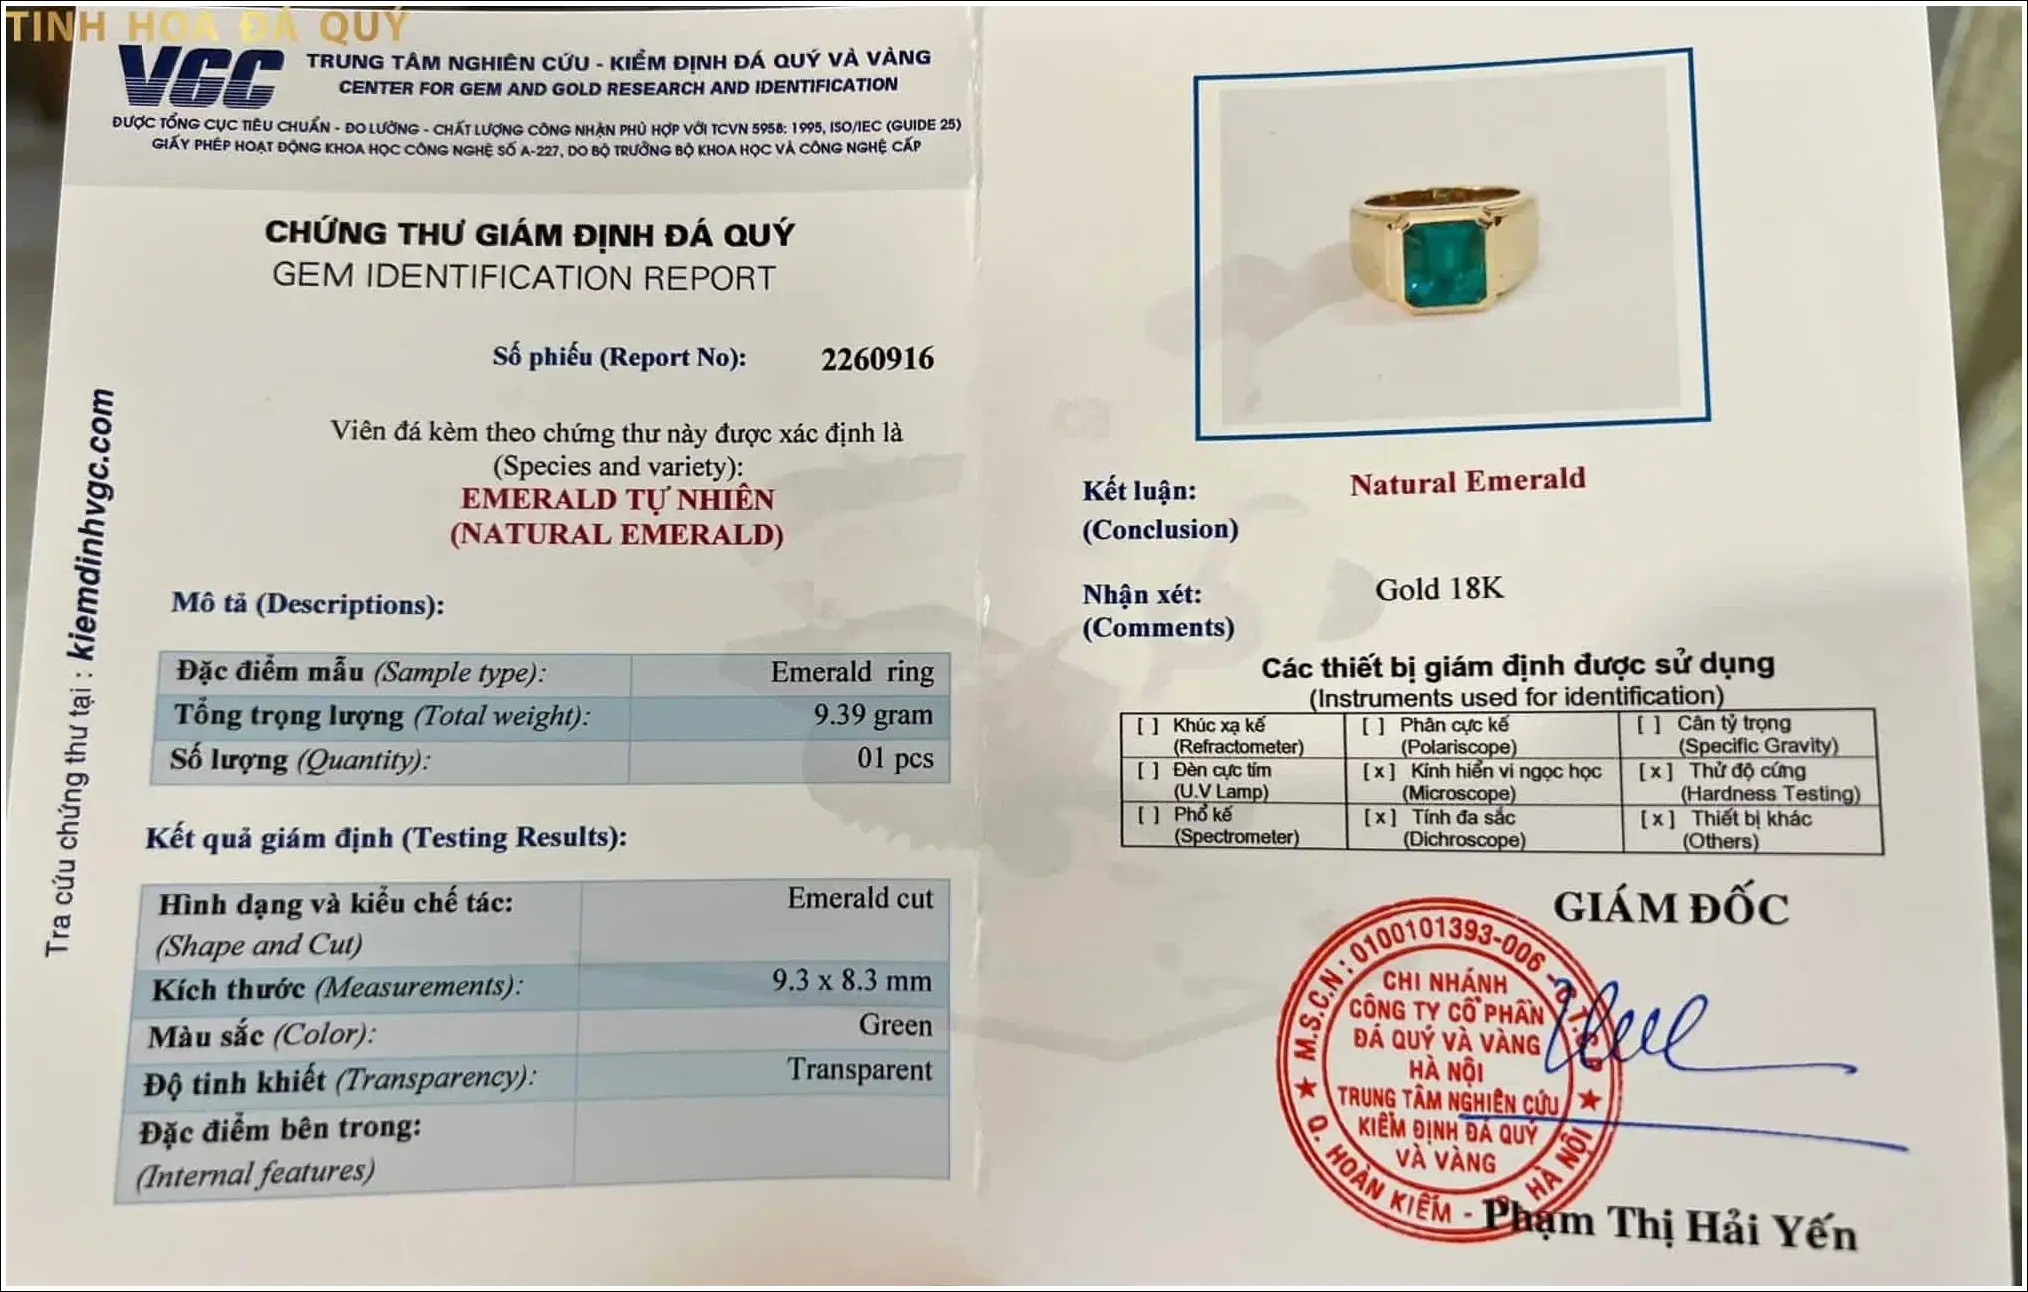 TINH HOA ĐÁ QUÝ
VGC
TRUNG TÂM NGHIÊN CỨU - KIỂM ĐỊNH ĐÁ QUÝ VÀ VÀNG
CENTER FOR GEM AND GOLD RESEARCH AND IDENTIFICATION
ĐƯỢC TỔNG CỤC TIÊU CHUẨN - ĐO LƯỜNG - CHẤT LƯỢNG CÔNG NHẬN PHÙ HỢP VỚI TCVN 5958: 1995, ISO/IEC (GUIDE 25)
GIẤY PHÉP HOẠT ĐỘNG KHOA HỌC CÔNG NGHỆ SỐ A-227, DO BỘ TRƯỞNG BỘ KHOA HỌC VÀ CÔNG NGHỆ CẤP
CHỨNG THƯ GIÁM ĐỊNH ĐÁ QUÝ
GEM IDENTIFICATION REPORT
Số phiếu (Report No): 2260916
Viên đá kèm theo chứng thư này được xác định là
(Species and variety):
EMERALD TỰ NHIÊN
(NATURAL EMERALD)
Mô tả (Descriptions):
Đặc điểm mẫu (Sample type): Emerald ring
Tổng trọng lượng (Total weight): 9.39 gram
Số lượng (Quantity): 01 pcs
Kết quả giám định (Testing Results):
Hình dạng và kiểu chế tác: Emerald cut
(Shape and Cut)
Kích thước (Measurements): 9.3 x 8.3 mm
Màu sắc (Color): Green
Độ tinh khiết (Transparency): Transparent
Đặc điểm bên trong:
(Internal features)
Tra cứu chứng thư tại : kiemdinhvgc.com
Kết luận: Natural Emerald
(Conclusion)
Nhận xét: Gold 18K
(Comments)
Các thiết bị giám định được sử dụng
(Instruments used for identification)
[ ] Khúc xạ kế [ ] Phân cực kế [ ] Cân tỷ trọng
(Refractometer) (Polariscope) (Specific Gravity)
[ ] Đèn cực tím [x] Kính hiển vi ngọc học [x] Thử độ cứng
(U.V Lamp) (Microscope) (Hardness Testing)
[ ] Phổ kế [x] Tính đa sắc [x] Thiết bị khác
(Spectrometer) (Dichroscope) (Others)
GIÁM ĐỐC
M.S.C.N: 0100101393-006 - C.T.C.P
CHI NHÁNH
CÔNG TY CỔ PHẦN
ĐÁ QUÝ VÀ VÀNG
HÀ NỘI
TRUNG TÂM NGHIÊN CỨU
KIỂM ĐỊNH ĐÁ QUÝ
VÀ VÀNG
Q. HOÀN KIẾM - TP. HÀ NỘI
Phạm Thị Hải Yến